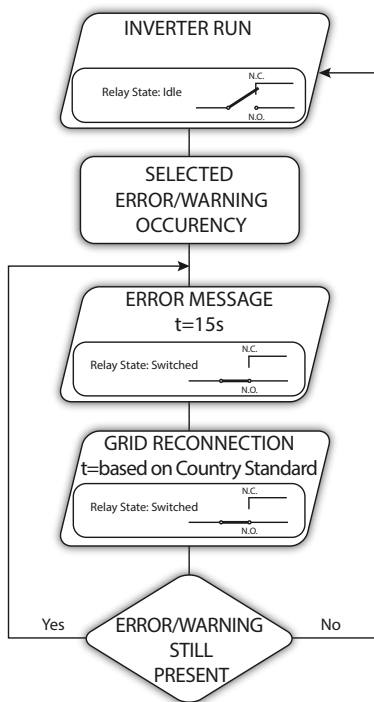 INVERTER RUN
N.C.
Relay State: Idle
N.O.
SELECTED
ERROR/WARNING
OCCURENCY
ERROR MESSAGE
t=15s
N.C.
Relay State: Switched
N.O.
GRID RECONNECTION
t=based on Country Standard
N.C.
Relay State: Switched
N.O.
Yes
ERROR/WARNING
STILL
PRESENT
No